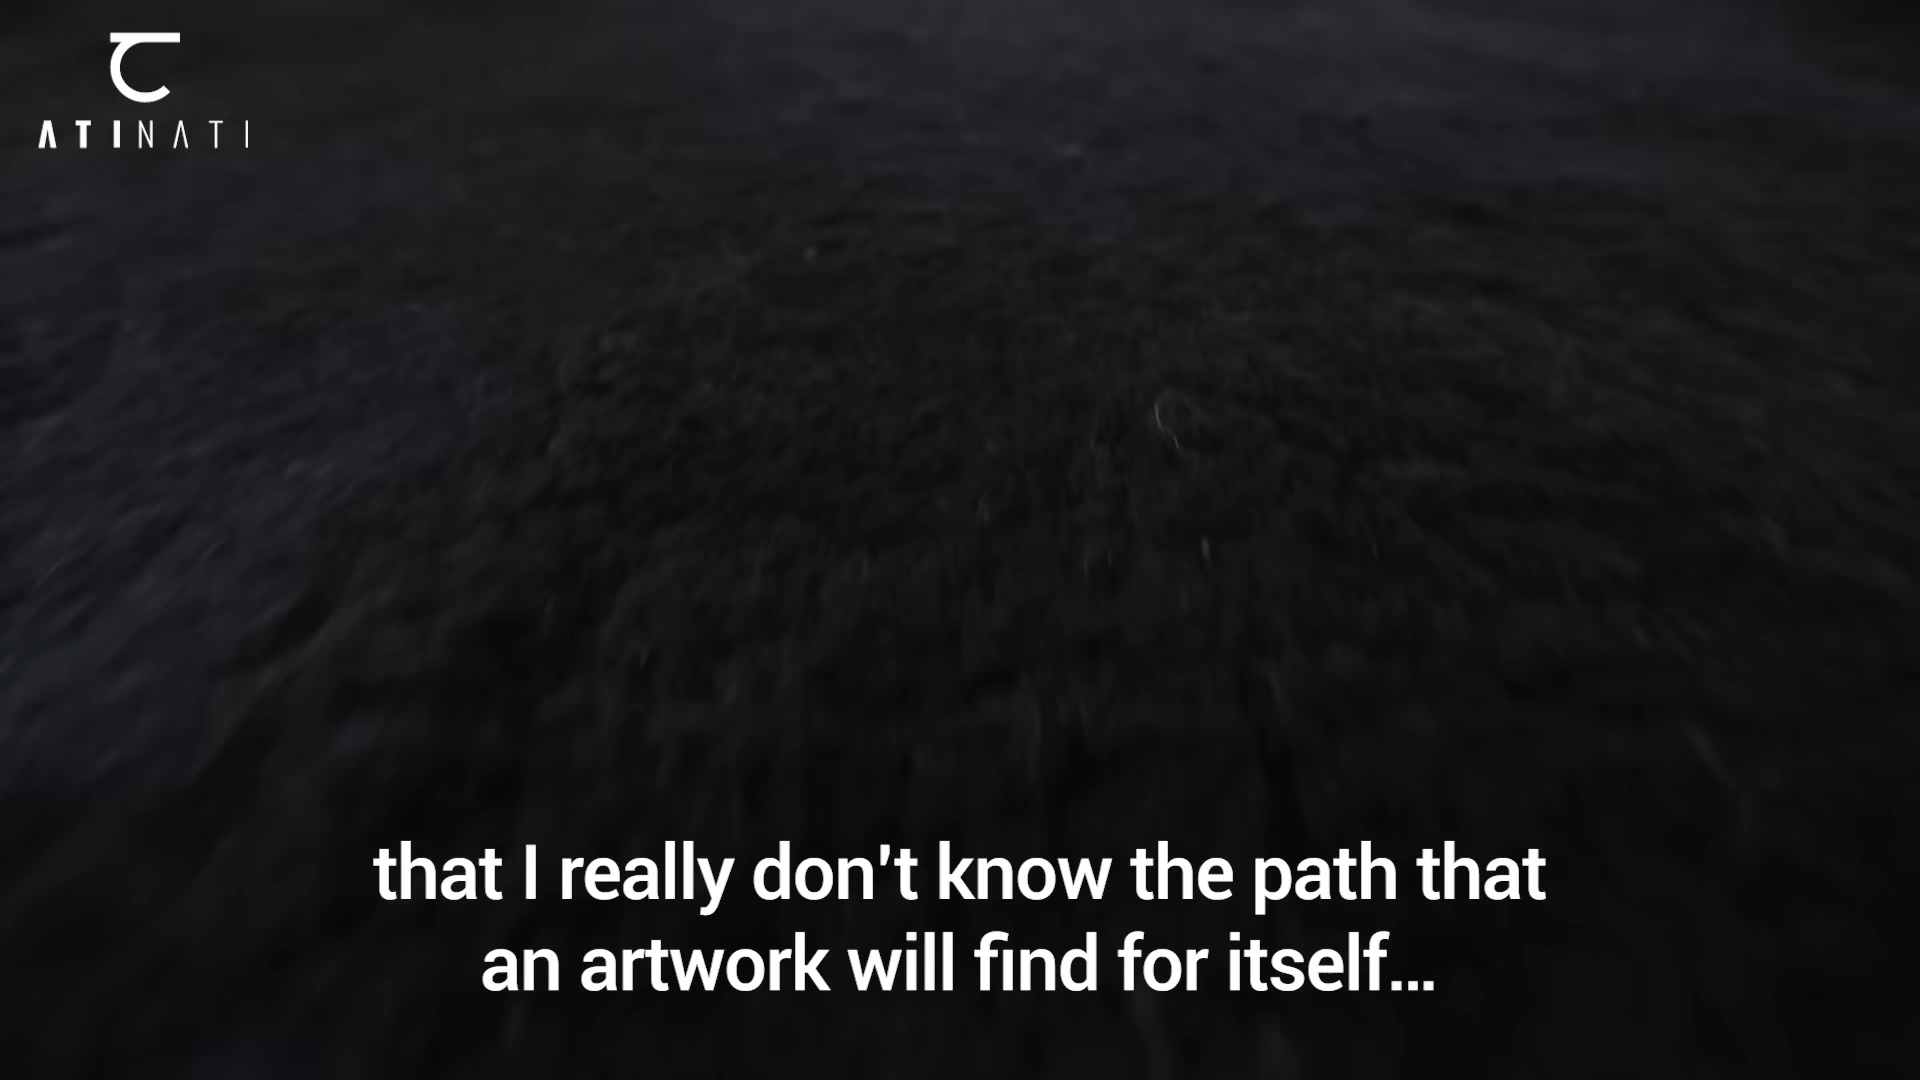 ATINATI
that I really don't know the path that
an artwork will find for itself...